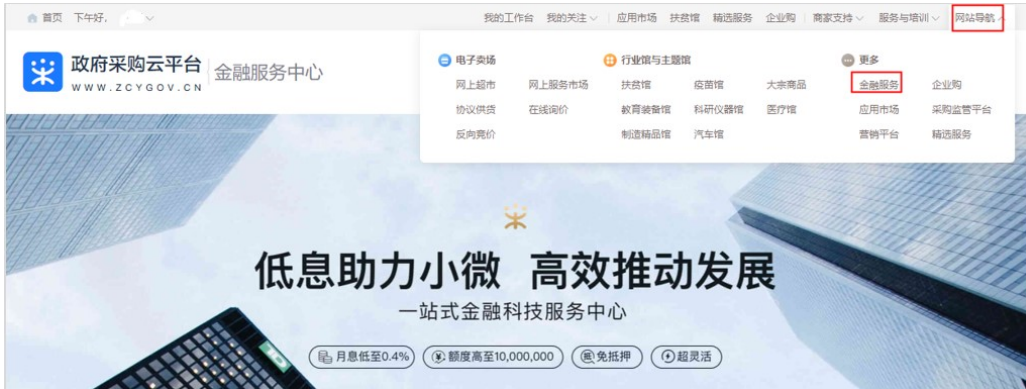 首页 下午好, 我的工作台 我的关注 应用市场 扶贫馆 精选服务 企业购 商家支持 服务与培训 网站导航
政府采购云平台 金融服务中心
WWW.ZCYGOV.CN
电子卖场 行业馆与主题馆 更多
网上超市 网上服务市场 扶贫馆 疫苗馆 大宗商品 金融服务 企业购
协议供货 在线询价 教育装备馆 科研仪器馆 医疗馆 应用市场 采购监管平台
反向竞价 制造精品馆 汽车馆 营销平台 精选服务
低息助力小微 高效推动发展
一站式金融科技服务中心
月息低至0.4% 额度高至10,000,000 免抵押 超灵活